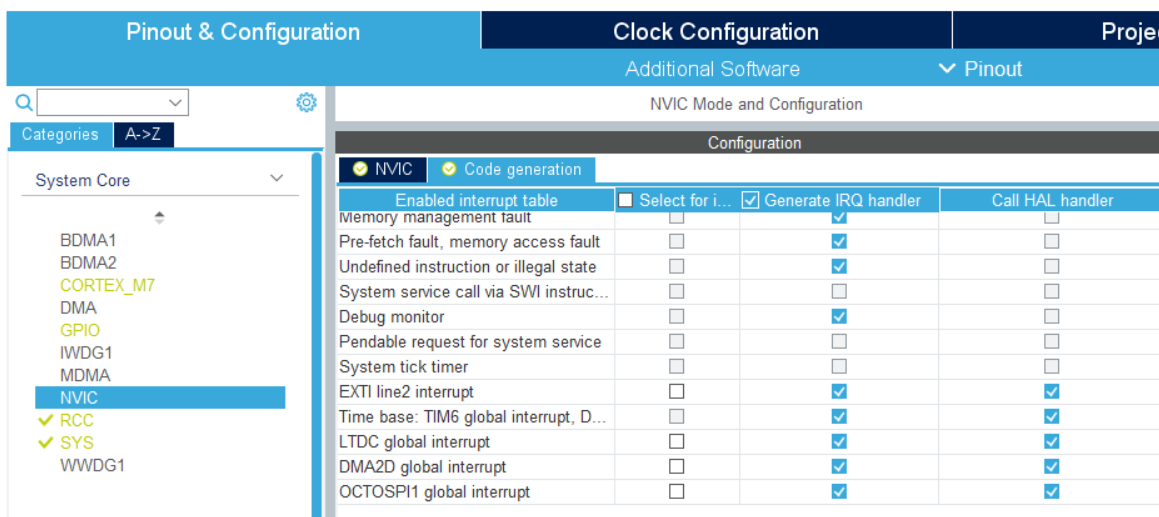 Pinout & Configuration
Clock Configuration
Proje
Additional Software
Pinout
NVIC Mode and Configuration
Categories
A->Z
Configuration
System Core
NVIC
Code generation
Enabled interrupt table
Select for i...
Generate IRQ handler
Call HAL handler
BDMA1
BDMA2
CORTEX_M7
DMA
GPIO
IWDG1
MDMA
NVIC
RCC
SYS
WWDG1
Memory management fault
Pre-fetch fault, memory access fault
Undefined instruction or illegal state
System service call via SWI instruc...
Debug monitor
Pendable request for system service
System tick timer
EXTI line2 interrupt
Time base: TIM6 global interrupt, D...
LTDC global interrupt
DMA2D global interrupt
OCTOSPI1 global interrupt